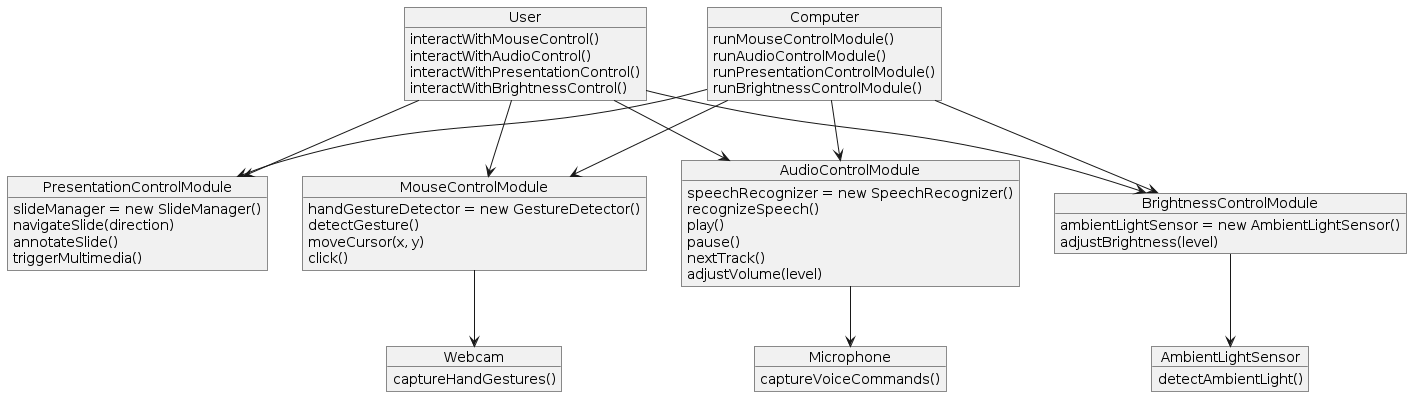 User
interactWithMouseControl()
interactWithAudioControl()
interactWithPresentationControl()
interactWithBrightnessControl()
Computer
runMouseControlModule()
runAudioControlModule()
runPresentationControlModule()
runBrightnessControlModule()
PresentationControlModule
slideManager = new SlideManager()
navigateSlide(direction)
annotateSlide()
triggerMultimedia()
MouseControlModule
handGestureDetector = new GestureDetector()
detectGesture()
moveCursor(x, y)
click()
AudioControlModule
speechRecognizer = new SpeechRecognizer()
recognizeSpeech()
play()
pause()
nextTrack()
adjustVolume(level)
BrightnessControlModule
ambientLightSensor = new AmbientLightSensor()
adjustBrightness(level)
Webcam
captureHandGestures()
Microphone
captureVoiceCommands()
AmbientLightSensor
detectAmbientLight()